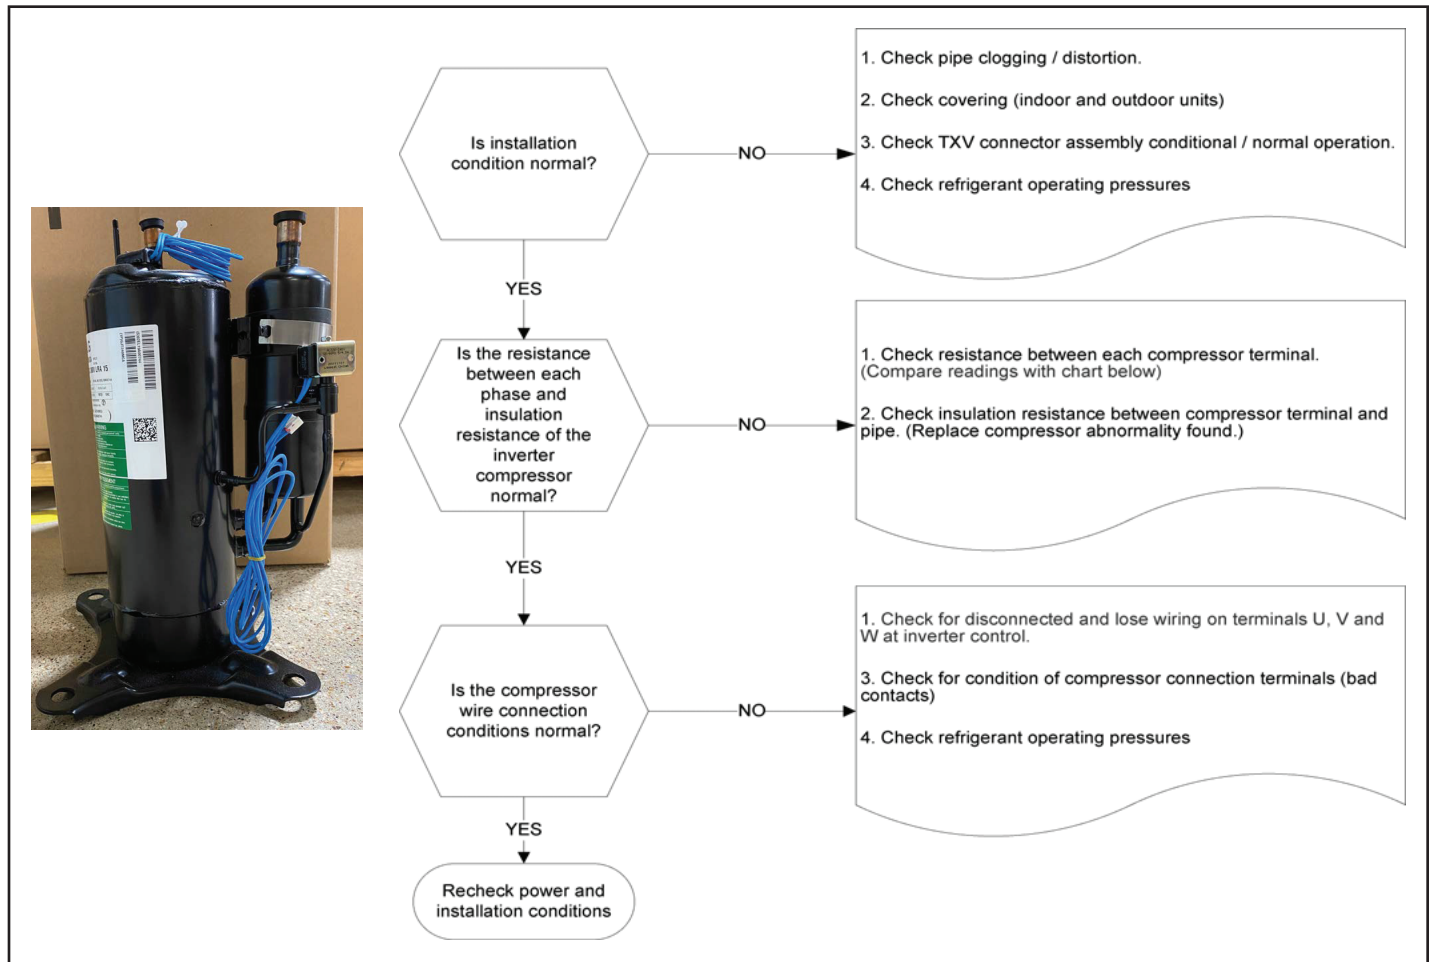 Is installation
condition normal?
NO
1. Check pipe clogging / distortion.
2. Check covering (indoor and outdoor units)
3. Check TXV connector assembly conditional / normal operation.
4. Check refrigerant operating pressures
YES
Is the resistance
between each
phase and
insulation
resistance of the
inverter
compressor
normal?
NO
1. Check resistance between each compressor terminal.
(Compare readings with chart below)
2. Check insulation resistance between compressor terminal and
pipe. (Replace compressor abnormality found.)
YES
Is the compressor
wire connection
conditions normal?
NO
1. Check for disconnected and lose wiring on terminals U, V and
W at inverter control.
3. Check for condition of compressor connection terminals (bad
contacts)
4. Check refrigerant operating pressures
YES
Recheck power and
installation conditions